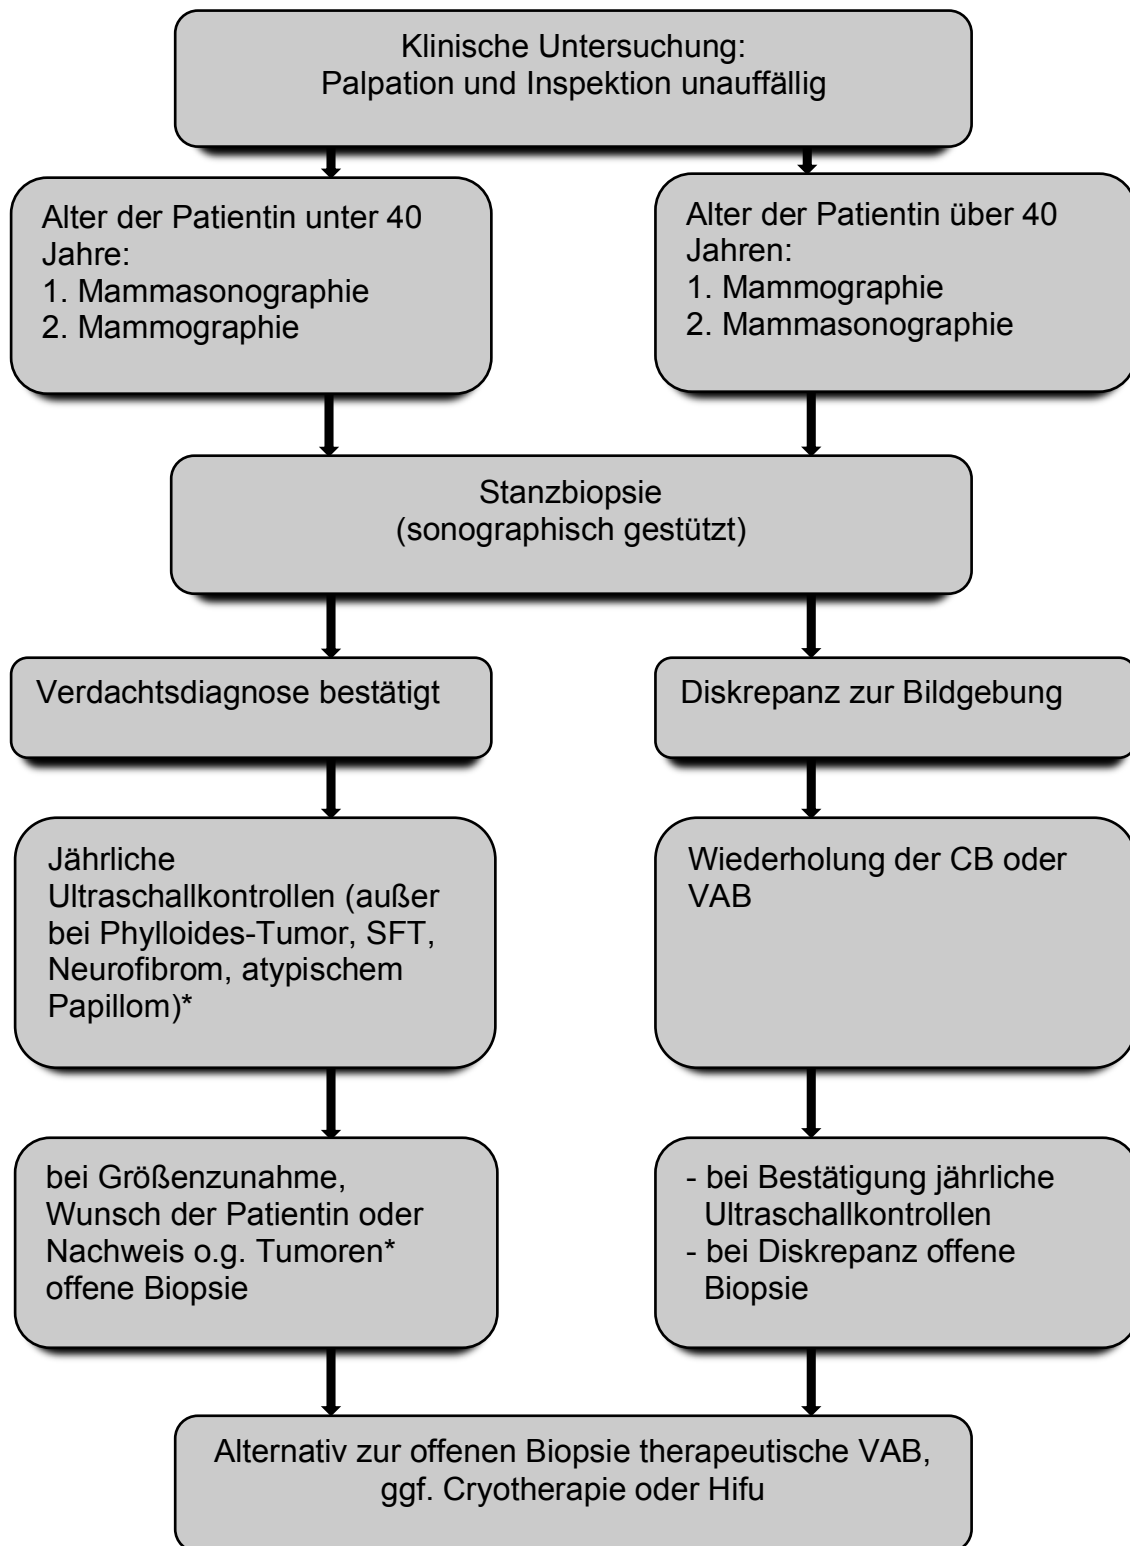 Klinische Untersuchung:
Palpation und Inspektion unauffällig
Alter der Patientin unter 40
Jahre:
1. Mammasonographie
2. Mammographie
Alter der Patientin über 40
Jahren:
1. Mammographie
2. Mammasonographie
Stanzbiopsie
(sonographisch gestützt)
Verdachtsdiagnose bestätigt
Diskrepanz zur Bildgebung
Jährliche
Ultraschallkontrollen (außer
bei Phylloides-Tumor, SFT,
Neurofibrom, atypischem
Papillom)*
Wiederholung der CB oder
VAB
bei Größenzunahme,
Wunsch der Patientin oder
Nachweis o.g. Tumoren*
offene Biopsie
- bei Bestätigung jährliche
Ultraschallkontrollen
- bei Diskrepanz offene
Biopsie
Alternativ zur offenen Biopsie therapeutische VAB,
ggf. Cryotherapie oder Hifu